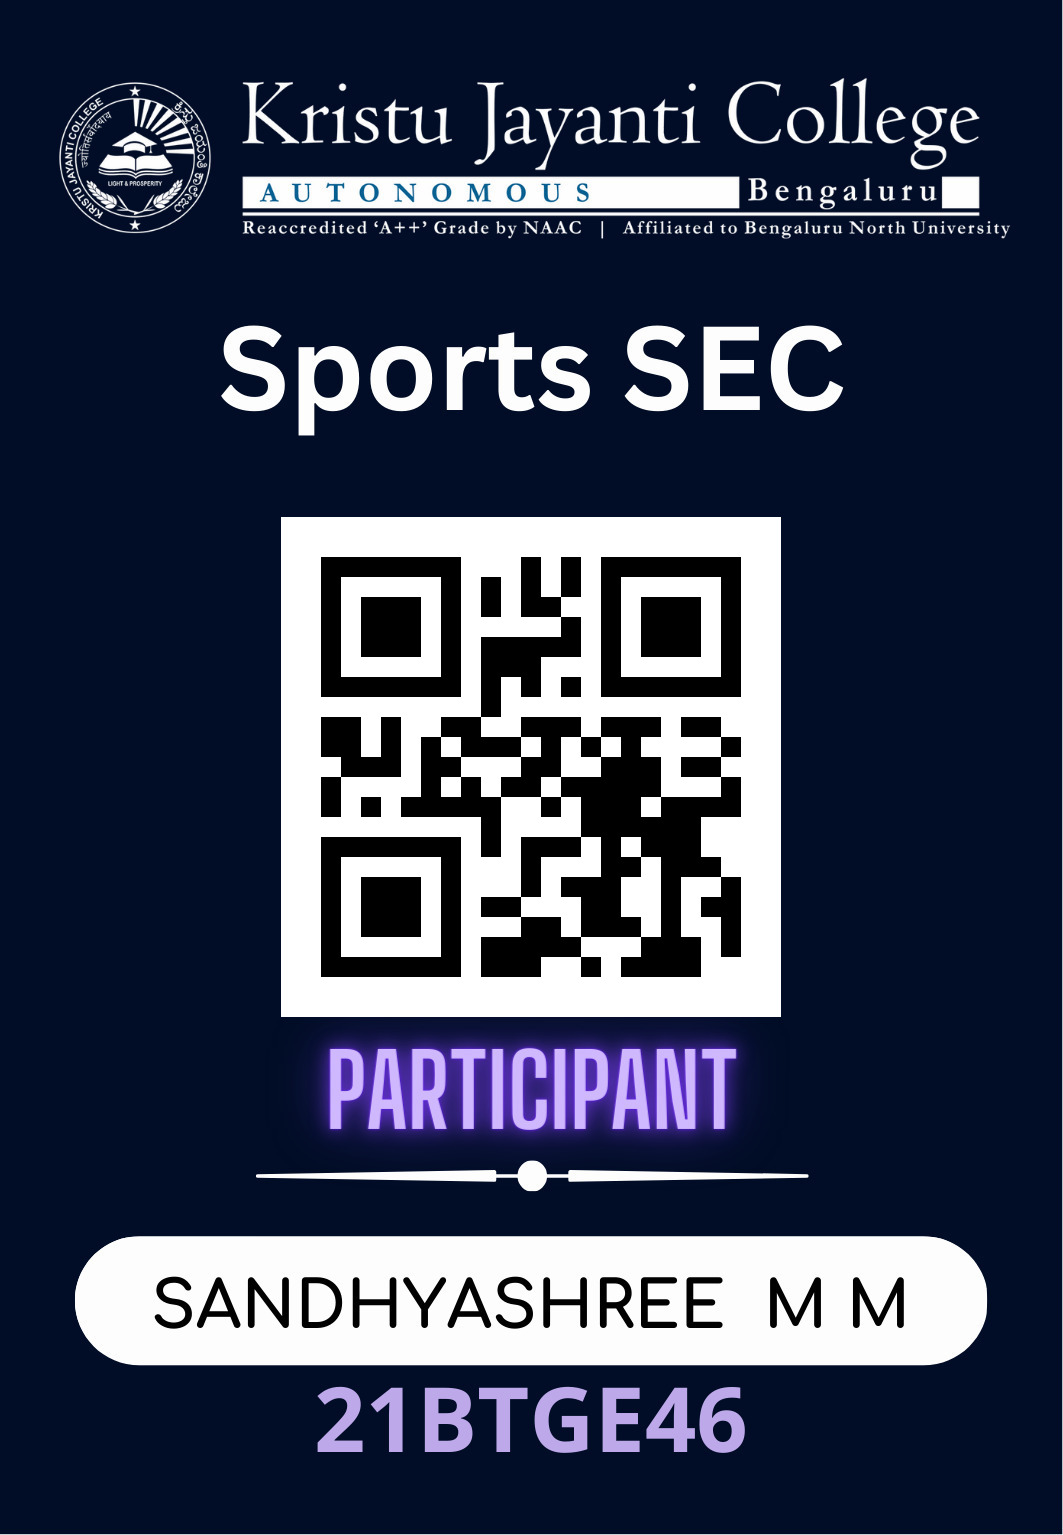 Kristu Jayanti College
AUTONOMOUS Bengaluru
Reaccredited ‘A++’ Grade by NAAC | Affiliated to Bengaluru North University
KRISTU JAYANTI COLLEGE
ಕ್ರಿಸ್ತು ಜಯಂತಿ ಕಾಲೇಜು
LIGHT & PROSPERITY
Sports SEC
PARTICIPANT
SANDHYASHREE M M
21BTGE46